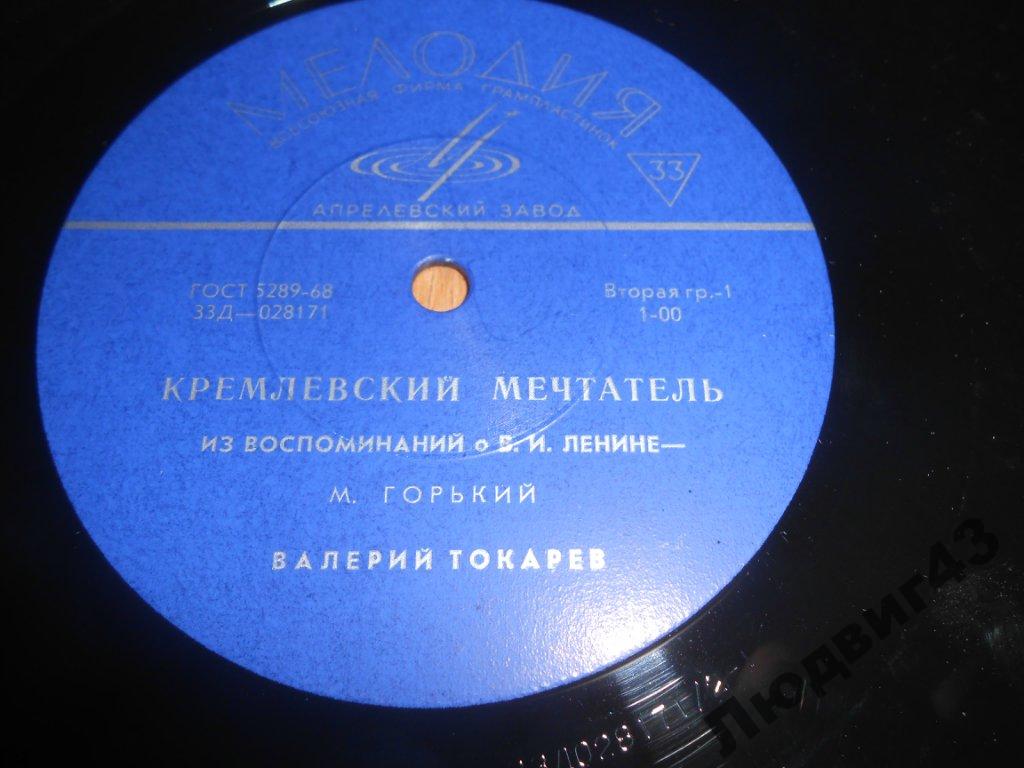 МЕЛОДИЯ
ВСЕСОЮЗНАЯ ФИРМА ГРАМПЛАСТИНОК
33
АПРЕЛЕВСКИЙ ЗАВОД
ГОСТ 5289-68
33Д—028171
Вторая гр.-1
1-00
КРЕМЛЕВСКИЙ МЕЧТАТЕЛЬ
ИЗ ВОСПОМИНАНИЙ о В. И. ЛЕНИНЕ—
М. ГОРЬКИЙ
ВАЛЕРИЙ ТОКАРЕВ
Людвиг43